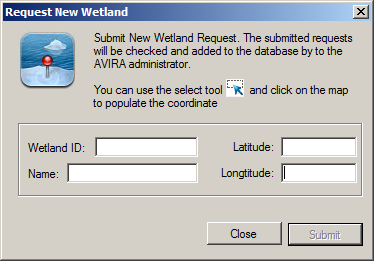 Request New Wetland
Submit New Wetland Request. The submitted requests
will be checked and added to the database by to the
AVIRA administrator.
You can use the select tool and click on the map
to populate the coordinate
Wetland ID: Latitude:
Name: Longtitude:
Close Submit